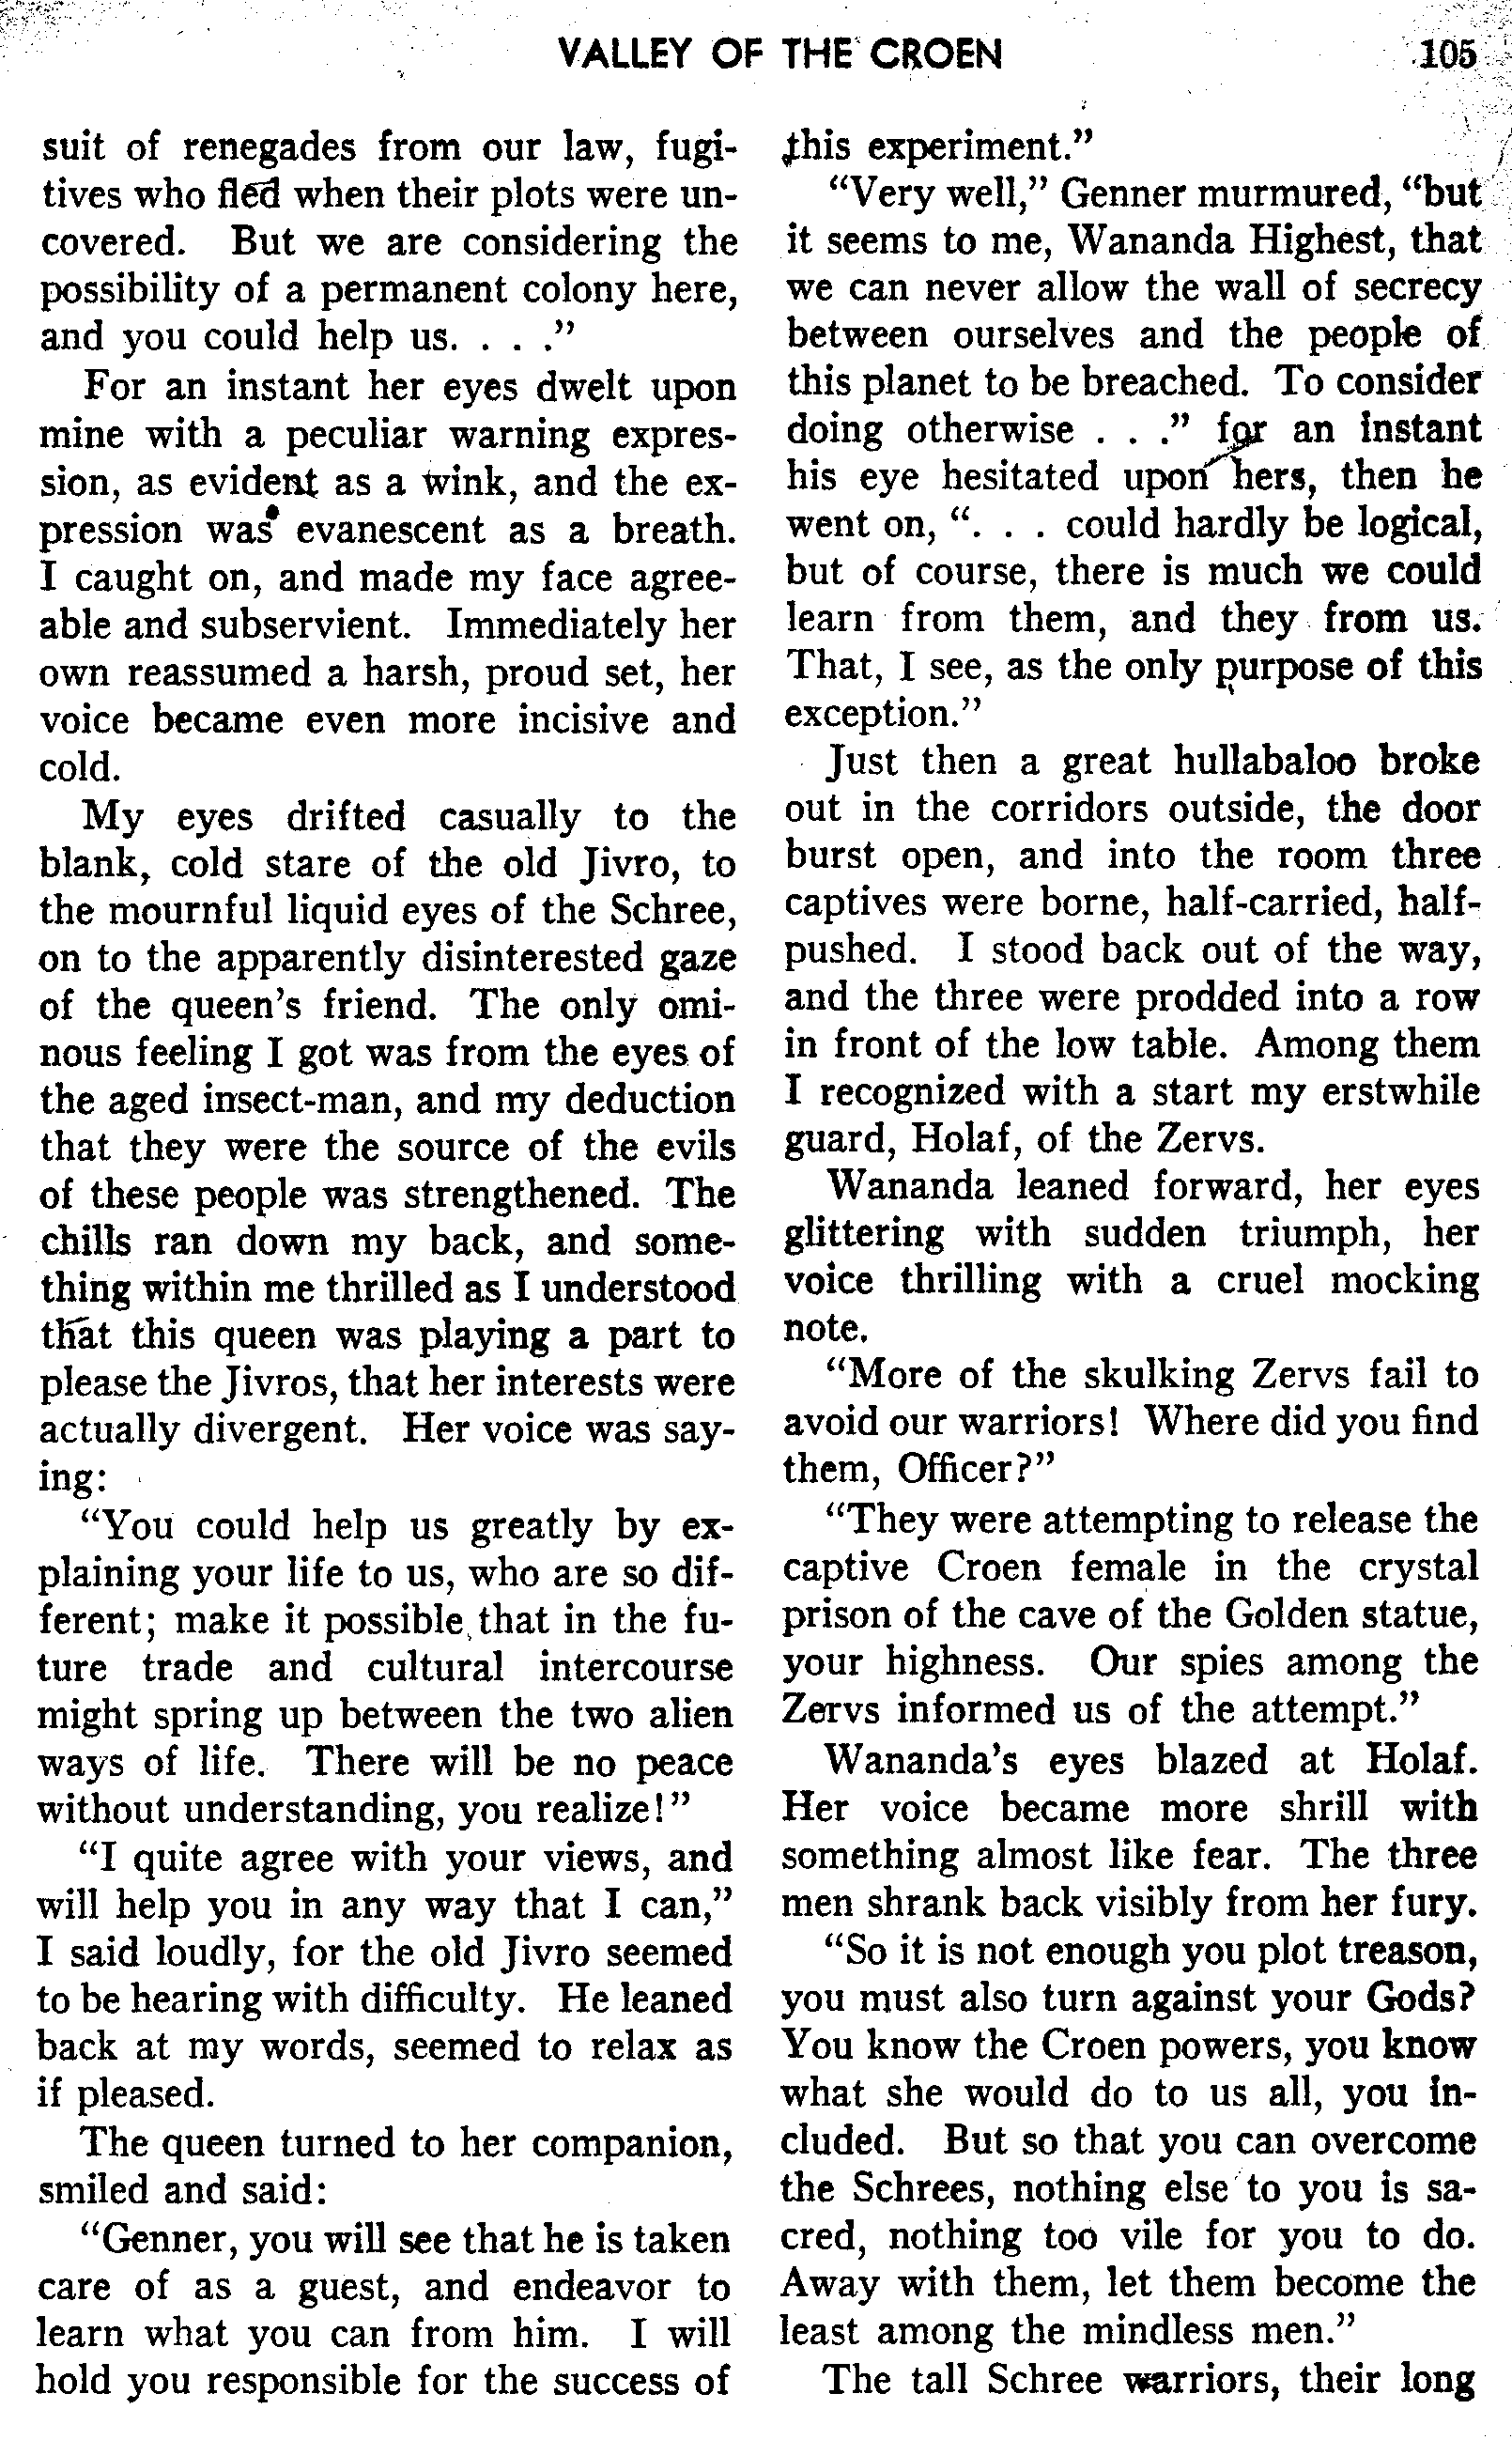 VALLEY OF THE CROEN 105
suit of renegades from our law, fugi-
tives who fled when their plots were un-
covered. But we are considering the
possibility of a permanent colony here,
and you could help us. . . ."
For an instant her eyes dwelt upon
mine with a peculiar warning expres-
sion, as evident as a wink, and the ex-
pression was evanescent as a breath.
I caught on, and made my face agree-
able and subservient. Immediately her
own reassumed a harsh, proud set, her
voice became even more incisive and
cold.
My eyes drifted casually to the
blank, cold stare of the old Jivro, to
the mournful liquid eyes of the Schree,
on to the apparently disinterested gaze
of the queen's friend. The only omi-
nous feeling I got was from the eyes of
the aged insect-man, and my deduction
that they were the source of the evils
of these people was strengthened. The
chills ran down my back, and some-
thing within me thrilled as I understood
that this queen was playing a part to
please the Jivros, that her interests were
actually divergent. Her voice was say-
ing:
"You could help us greatly by ex-
plaining your life to us, who are so dif-
ferent; make it possible that in the fu-
ture trade and cultural intercourse
might spring up between the two alien
ways of life. There will be no peace
without understanding, you realize!"
"I quite agree with your views, and
will help you in any way that I can,"
I said loudly, for the old Jivro seemed
to be hearing with difficulty. He leaned
back at my words, seemed to relax as
if pleased.
The queen turned to her companion,
smiled and said:
"Genner, you will see that he is taken
care of as a guest, and endeavor to
learn what you can from him. I will
hold you responsible for the success of
this experiment."
"Very well," Genner murmured, "but
it seems to me, Wananda Highest, that
we can never allow the wall of secrecy
between ourselves and the people of
this planet to be breached. To consider
doing otherwise . . ." for an instant
his eye hesitated upon hers, then he
went on, ". . . could hardly be logical,
but of course, there is much we could
learn from them, and they from us.
That, I see, as the only purpose of this
exception."
Just then a great hullabaloo broke
out in the corridors outside, the door
burst open, and into the room three
captives were borne, half-carried, half-
pushed. I stood back out of the way,
and the three were prodded into a row
in front of the low table. Among them
I recognized with a start my erstwhile
guard, Holaf, of the Zervs.
Wananda leaned forward, her eyes
glittering with sudden triumph, her
voice thrilling with a cruel mocking
note.
"More of the skulking Zervs fail to
avoid our warriors! Where did you find
them, Officer?"
"They were attempting to release the
captive Croen female in the crystal
prison of the cave of the Golden statue,
your highness. Our spies among the
Zervs informed us of the attempt."
Wananda's eyes blazed at Holaf.
Her voice became more shrill with
something almost like fear. The three
men shrank back visibly from her fury.
"So it is not enough you plot treason,
you must also turn against your Gods?
You know the Croen powers, you know
what she would do to us all, you in-
cluded. But so that you can overcome
the Schrees, nothing else to you is sa-
cred, nothing too vile for you to do.
Away with them, let them become the
least among the mindless men."
The tall Schree warriors, their long